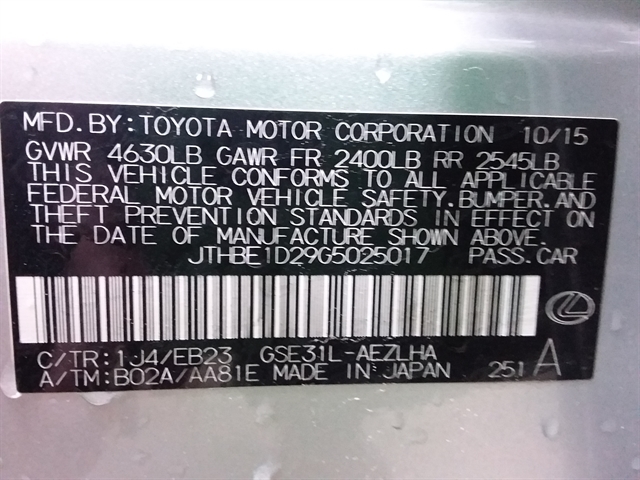 MFD.BY:TOYOTA MOTOR CORPORATION 10/15
GVWR 4630LB GAWR FR 2400LB RR 2545LB
THIS VEHICLE CONFORMS TO ALL APPLICABLE
FEDERAL MOTOR VEHICLE SAFETY.BUMPER.AND
THEFT PREVENTION STANDARDS IN EFFECT ON
THE DATE OF MANUFACTURE SHOWN ABOVE.
JTHBE1D29G5025017 PASS.CAR
C/TR:1J4/EB23 GSE31L-AEZLHA
A/TM:B02A/AA81E MADE IN JAPAN 251 A